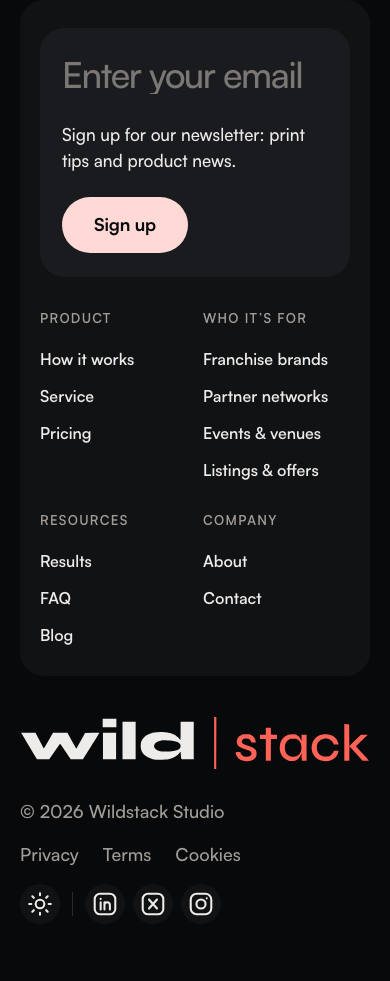 Enter your email
Sign up for our newsletter: print
tips and product news.
Sign up
PRODUCT
How it works
Service
Pricing
WHO IT’S FOR
Franchise brands
Partner networks
Events & venues
Listings & offers
RESOURCES
Results
FAQ
Blog
COMPANY
About
Contact
wild | stack
© 2026 Wildstack Studio
Privacy Terms Cookies